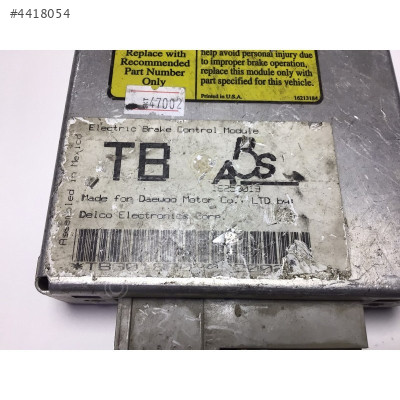 #4418054
Replace with
Recommended
Part Number
Only
help avoid personal injury due
to improper brake operation,
replace this module only with
part specified for this vehicle.
Printed in U.S.A.
16213184
47002
Electric Brake Control Module
TB
ABS
16253019
Made for Daewoo Motor Co., LTD by:
Delco Electronics Corp.
Assembled in Mexico